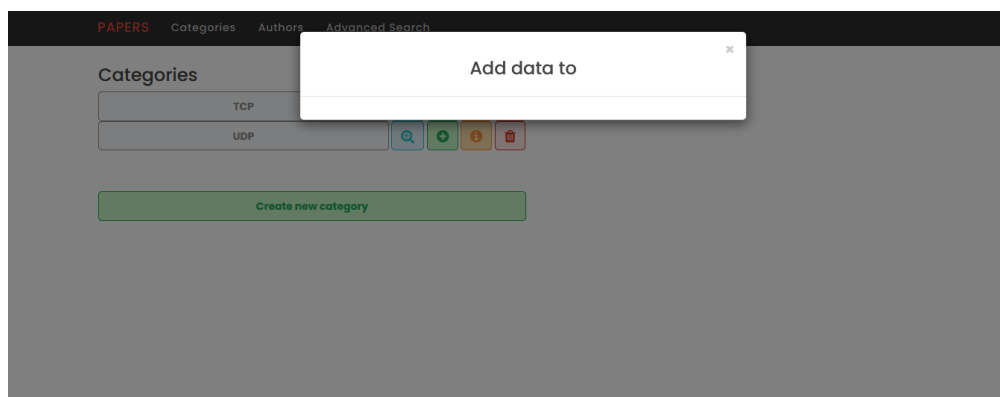 PAPERS Categories Authors Advanced Search
×
Add data to
Categories
TCP
UDP
Create new category